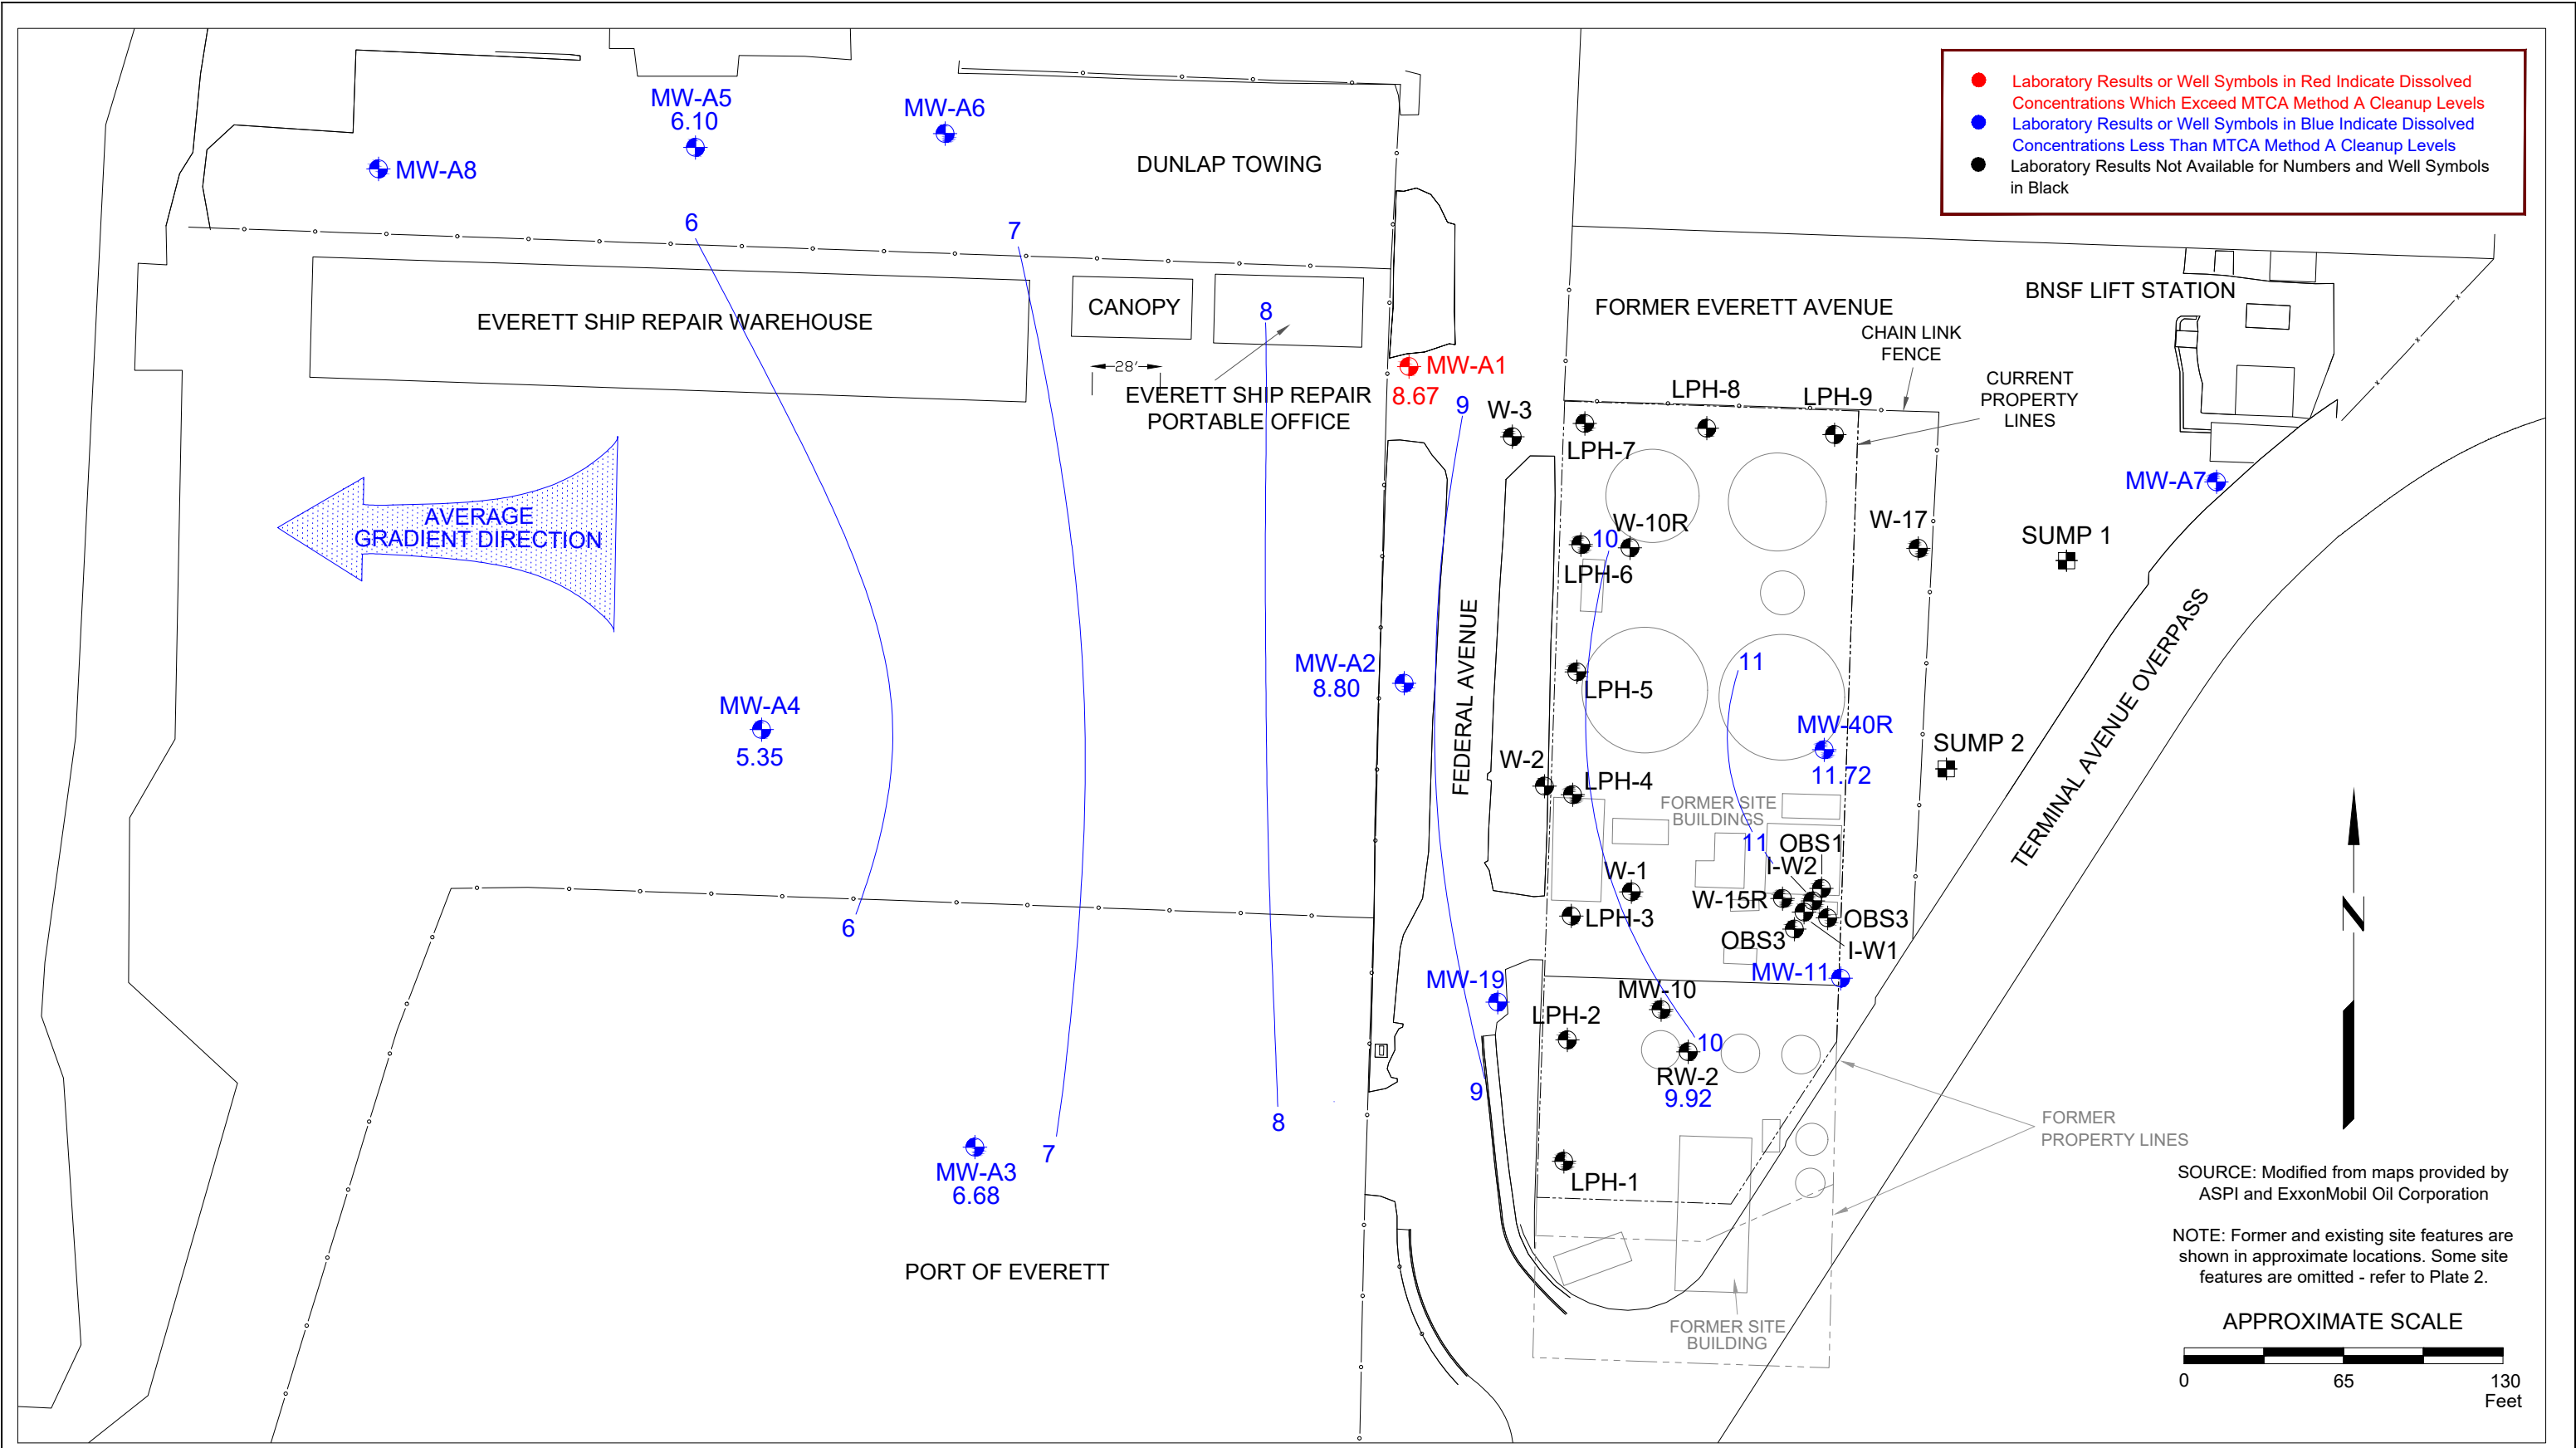 Laboratory Results or Well Symbols in Red Indicate Dissolved
Concentrations Which Exceed MTCA Method A Cleanup Levels
Laboratory Results or Well Symbols in Blue Indicate Dissolved
Concentrations Less Than MTCA Method A Cleanup Levels
Laboratory Results Not Available for Numbers and Well Symbols
in Black
MW-A5
6.10
MW-A6
MW-A8
DUNLAP TOWING
6
7
8
EVERETT SHIP REPAIR WAREHOUSE
CANOPY
28'
EVERETT SHIP REPAIR
PORTABLE OFFICE
MW-A1
8.67
9
W-3
FORMER EVERETT AVENUE
BNSF LIFT STATION
CHAIN LINK
FENCE
CURRENT
PROPERTY
LINES
LPH-8
LPH-9
LPH-7
MW-A7
W-17
SUMP 1
W-10R
10
LPH-6
AVERAGE
GRADIENT DIRECTION
FEDERAL AVENUE
TERMINAL AVENUE OVERPASS
MW-A2
8.80
LPH-5
11
MW-A4
5.35
MW-40R
11.72
SUMP 2
W-2
LPH-4
FORMER SITE
BUILDINGS
11
OBS1
I-W2
W-1
W-15R
LPH-3
OBS3
OBS3
I-W1
6
MW-19
MW-11
MW-10
LPH-2
10
RW-2
9.92
9
8
7
MW-A3
6.68
LPH-1
N
FORMER
PROPERTY LINES
PORT OF EVERETT
FORMER SITE
BUILDING
SOURCE: Modified from maps provided by
ASPI and ExxonMobil Oil Corporation
NOTE: Former and existing site features are
shown in approximate locations. Some site
features are omitted - refer to Plate 2.
APPROXIMATE SCALE
0 65 130
Feet